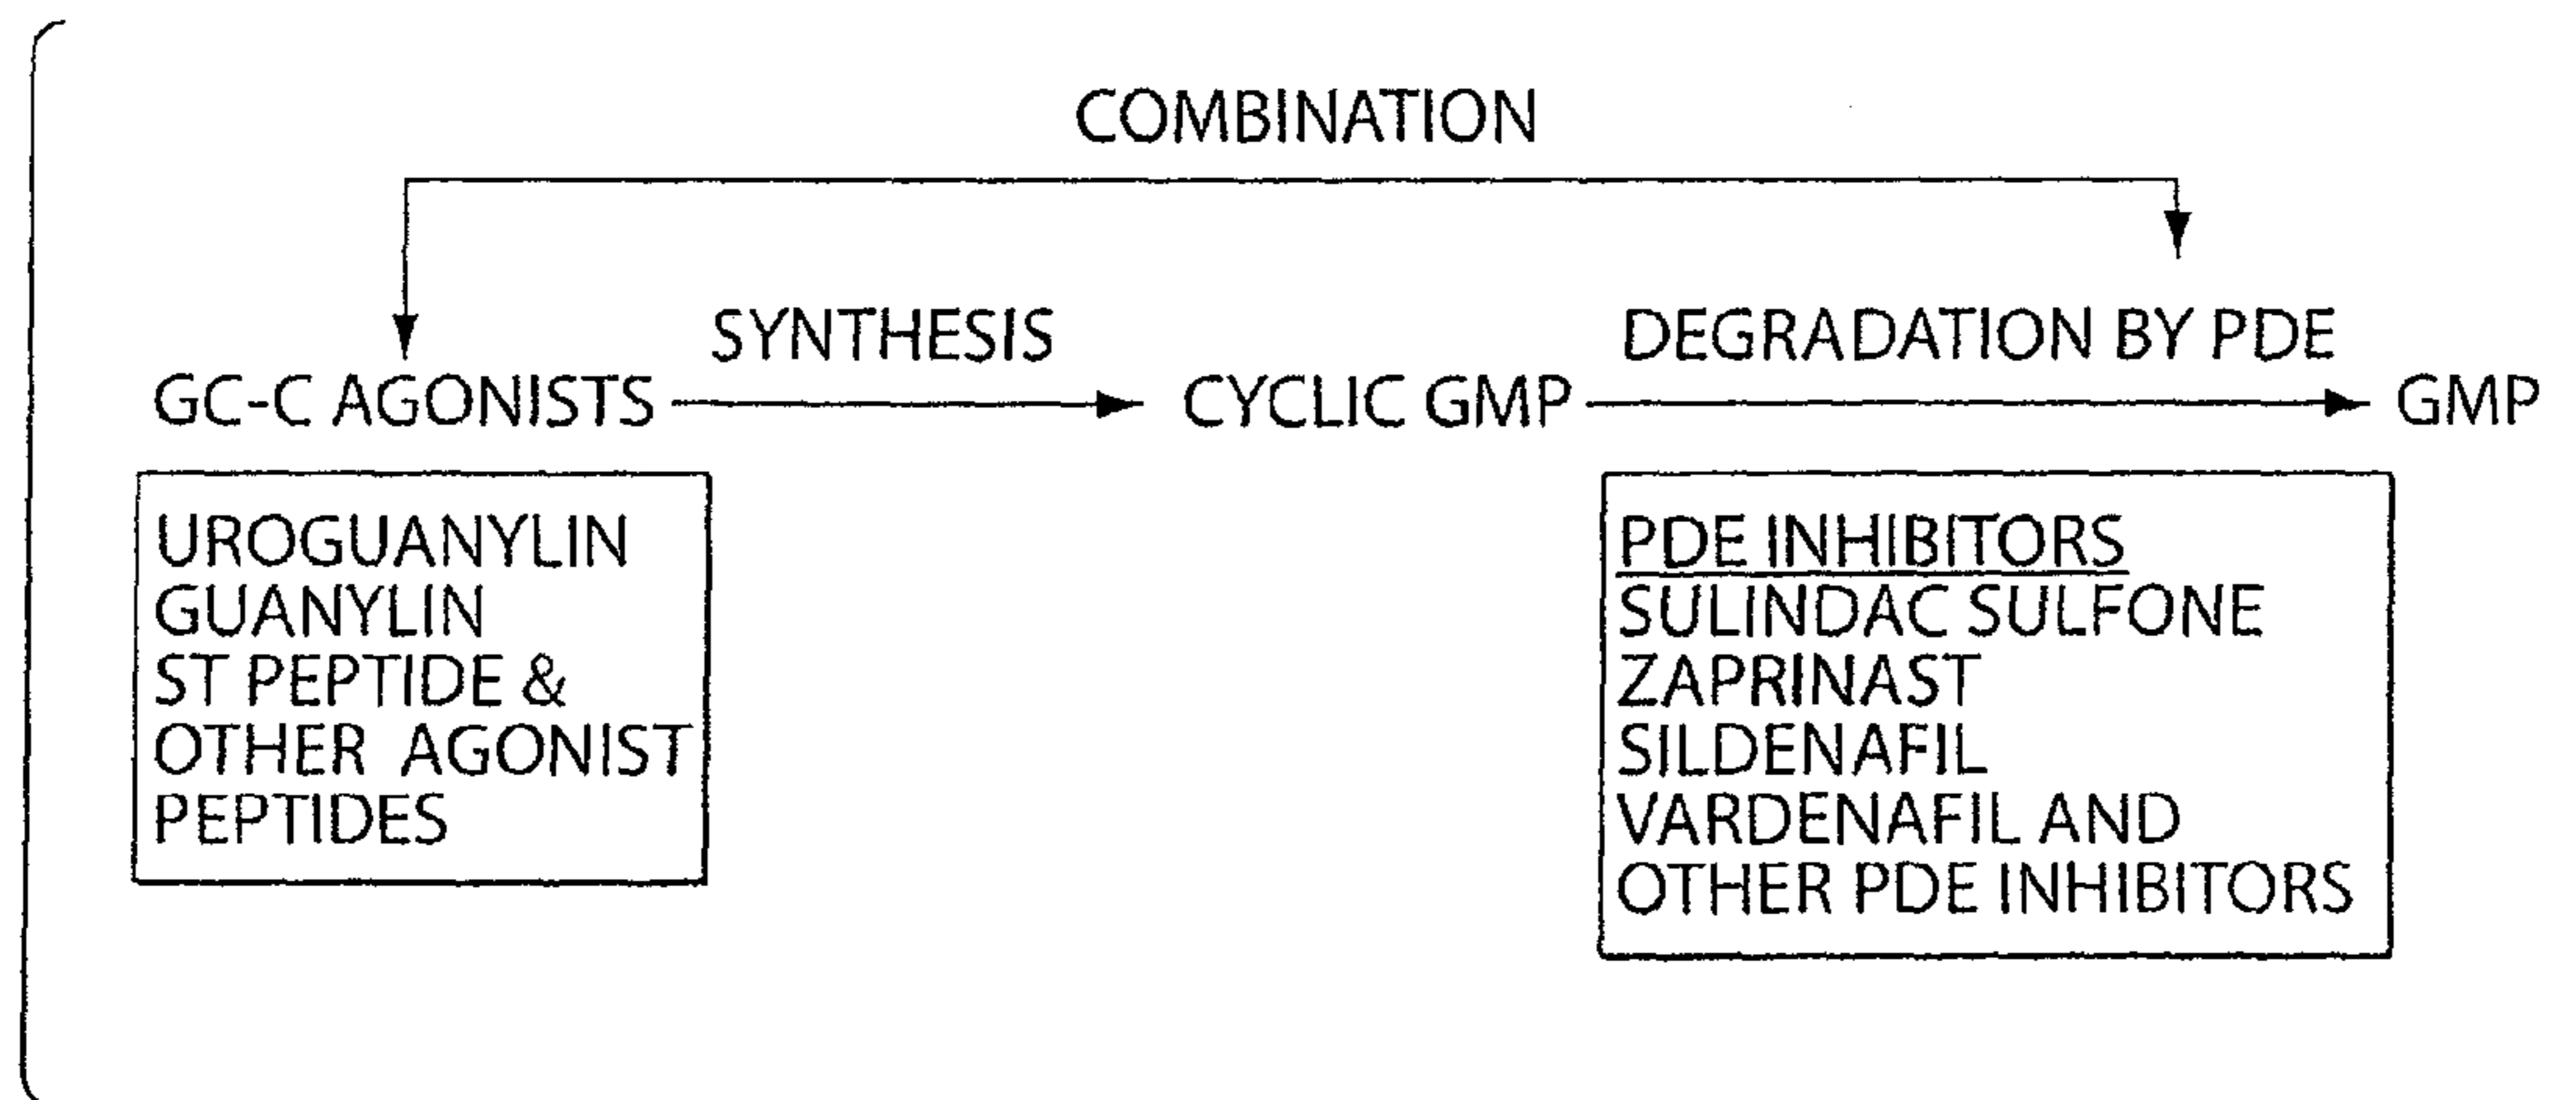 COMBINATION
SYNTHESIS
DEGRADATION BY PDE
GC-C AGONISTS
CYCLIC GMP
GMP
UROGUANYLIN
GUANYLIN
ST PEPTIDE &
OTHER AGONIST
PEPTIDES
PDE INHIBITORS
SULINDAC SULFONE
ZAPRINAST
SILDENAFIL
VARDENAFIL AND
OTHER PDE INHIBITORS